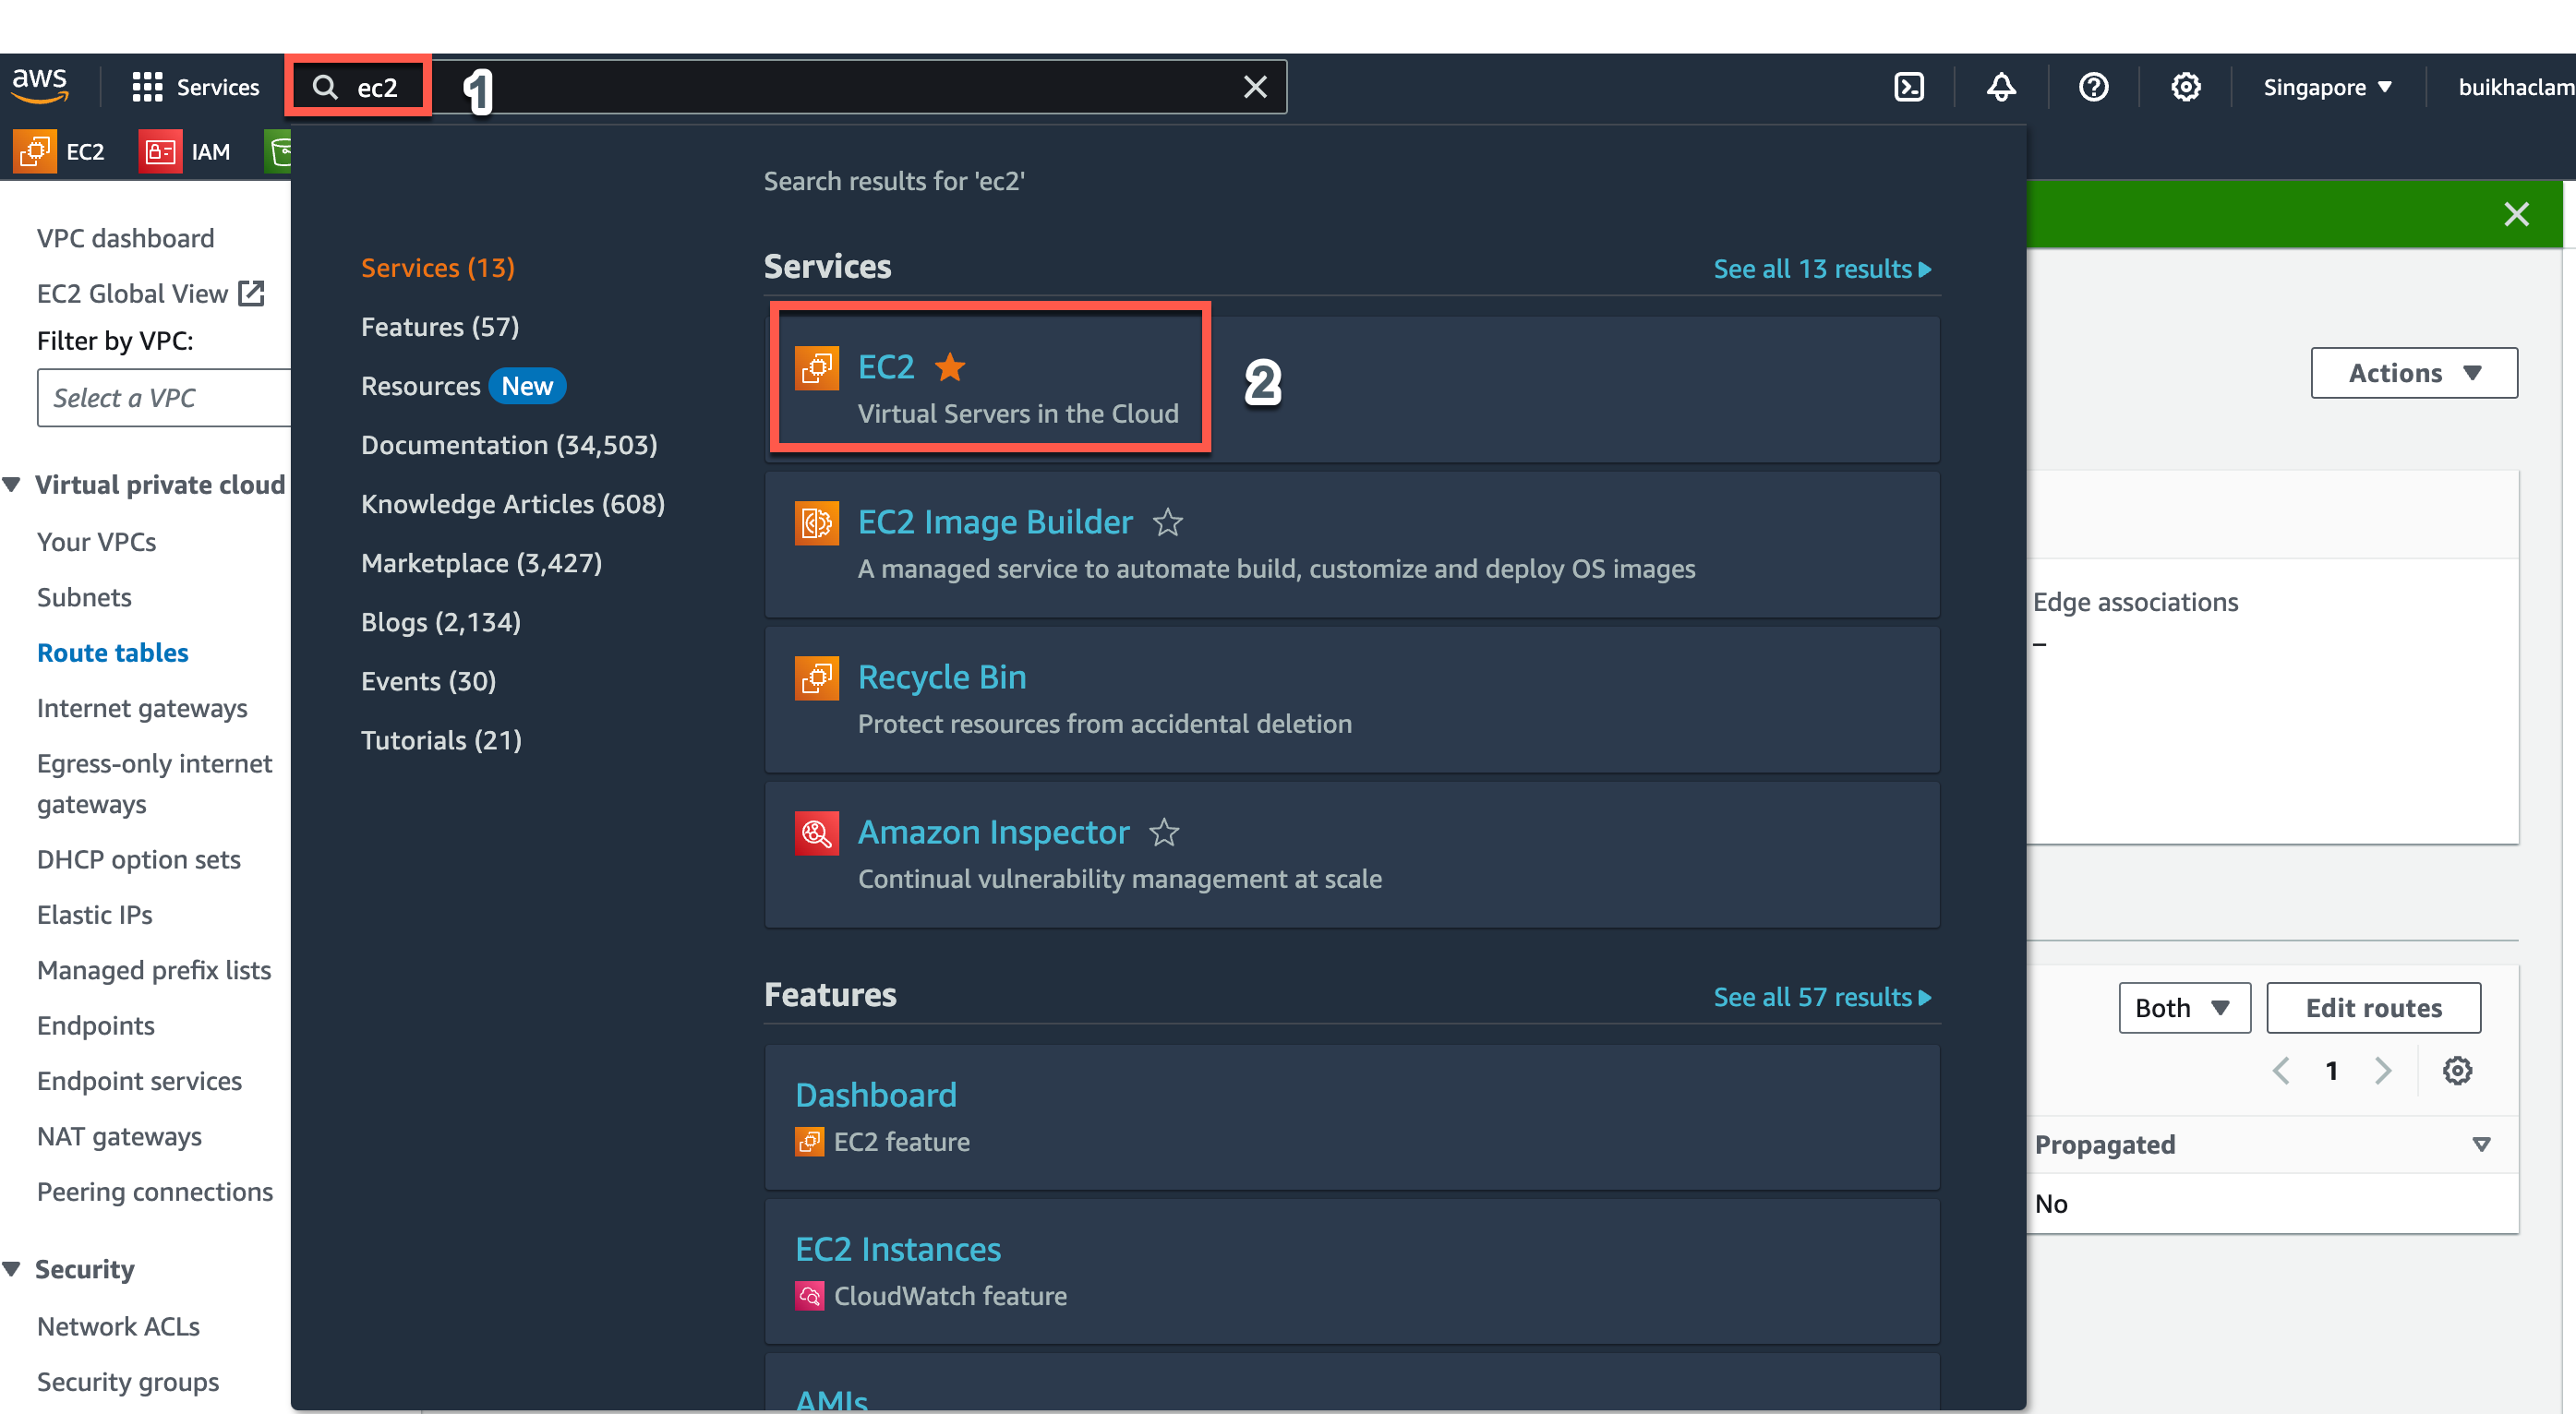 aws
Services
ec2
1
Singapore
buikhaclam
EC2
IAM
VPC dashboard
EC2 Global View
Filter by VPC:
Select a VPC
Virtual private cloud
Your VPCs
Subnets
Route tables
Internet gateways
Egress-only internet
gateways
DHCP option sets
Elastic IPs
Managed prefix lists
Endpoints
Endpoint services
NAT gateways
Peering connections
Security
Network ACLs
Security groups
Services (13)
Features (57)
Resources New
Documentation (34,503)
Knowledge Articles (608)
Marketplace (3,427)
Blogs (2,134)
Events (30)
Tutorials (21)
Search results for 'ec2'
Services
See all 13 results
EC2
Virtual Servers in the Cloud
2
EC2 Image Builder
A managed service to automate build, customize and deploy OS images
Recycle Bin
Protect resources from accidental deletion
Amazon Inspector
Continual vulnerability management at scale
Features
See all 57 results
Dashboard
EC2 feature
EC2 Instances
CloudWatch feature
AMIs
Actions
Edge associations
–
Both
Edit routes
1
Propagated
No